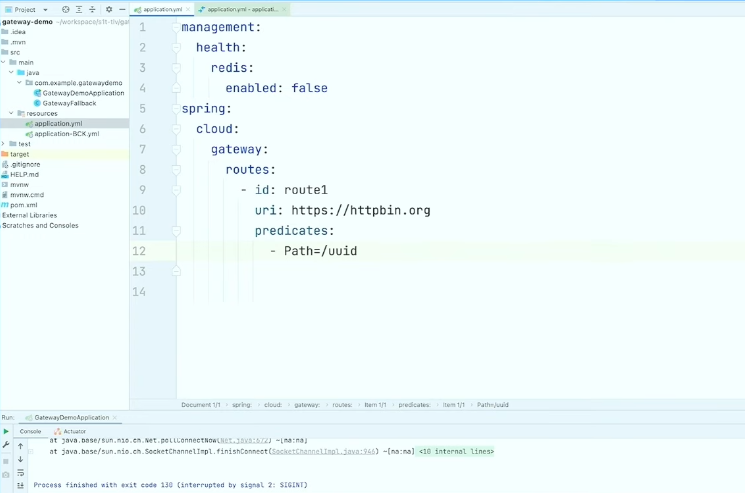 Project
application.yml
application.yml - applicati...
gateway-demo ~/workspace/s1t-tlv/gat
.idea
.mvn
src
main
java
com.example.gatewaydemo
GatewayDemoApplication
GatewayFallback
resources
application.yml
application-BCK.yml
test
target
.gitignore
HELP.md
mvnw
mvnw.cmd
pom.xml
External Libraries
Scratches and Consoles
1 management:
2 health:
3 redis:
4 enabled: false
5 spring:
6 cloud:
7 gateway:
8 routes:
9 - id: route1
10 uri: https://httpbin.org
11 predicates:
12 - Path=/uuid
13
14
Document 1/1 › spring: › cloud: › gateway: › routes: › Item 1/1 › predicates: › Item 1/1 › Path=/uuid
Run: GatewayDemoApplication
Console Actuator
at java.base/sun.nio.ch.Net.pollConnectNow(Net.java:672) ~[na:na]
at java.base/sun.nio.ch.SocketChannelImpl.finishConnect(SocketChannelImpl.java:946) ~[na:na] <10 internal lines>
Process finished with exit code 130 (interrupted by signal 2: SIGINT)